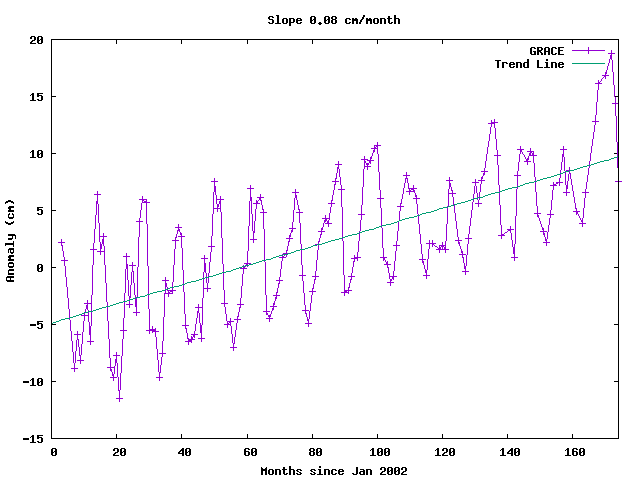 Slope 0.08 cm/month
20
15
10
5
0
-5
-10
-15
Anomaly (cm)
GRACE
Trend Line
0 20 40 60 80 100 120 140 160
Months since Jan 2002